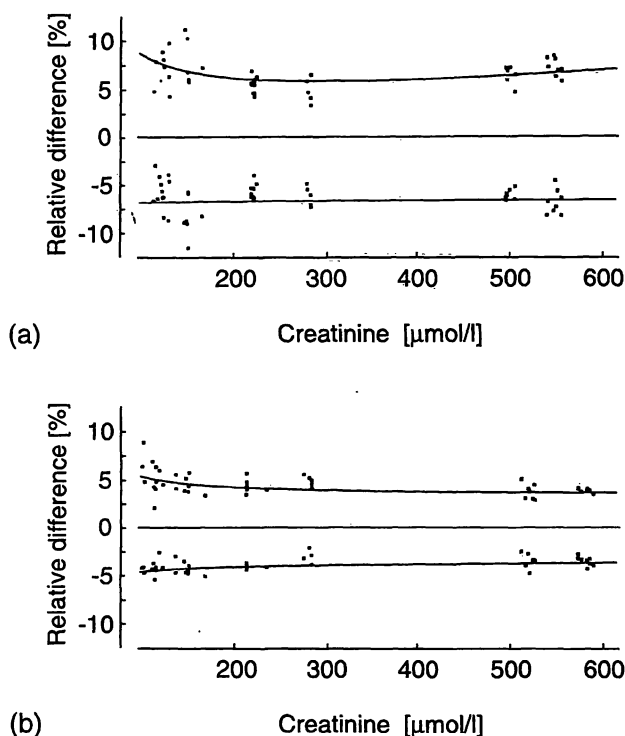 Relative difference [%]
10
5
0
-5
-10
200 300 400 500 600
(a)
Creatinine [μmol/l]
Relative difference [%]
10
5
0
-5
-10
200 300 400 500 600
(b)
Creatinine [μmol/l]